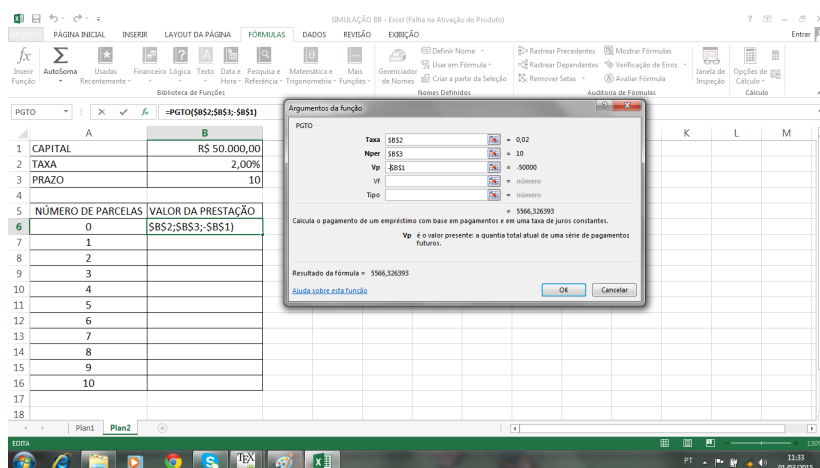 SIMULAÇÃO BB - Excel (Falha na Ativação do Produto)
PÁGINA INICIAL INSERIR LAYOUT DA PÁGINA FÓRMULAS DADOS REVISÃO EXIBIÇÃO Entrar
fx Inserir Função
AutoSoma
Usadas Recentemente
Financeira
Lógica
Texto
Data e Hora
Pesquisa e Referência
Matemática e Trigonometria
Mais Funções
Biblioteca de Funções
Gerenciador de Nomes
Definir Nome
Usar em Fórmula
Criar a partir da Seleção
Nomes Definidos
Rastrear Precedentes
Rastrear Dependentes
Remover Setas
Mostrar Fórmulas
Verificação de Erros
Avaliar Fórmula
Auditoria de Fórmulas
Janela de Inspeção
Opções de Cálculo
Cálculo
PGTO fx =PGTO($B$2;$B$3;-$B$1)
A B K L M
1 CAPITAL R$ 50.000,00
2 TAXA 2,00%
3 PRAZO 10
4
5 NÚMERO DE PARCELAS VALOR DA PRESTAÇÃO
6 0 $B$2;$B$3;-$B$1)
7 1
8 2
9 3
10 4
11 5
12 6
13 7
14 8
15 9
16 10
17
18
Argumentos da função
PGTO
Taxa $B$2 = 0,02
Nper $B$3 = 10
Vp -$B$1 = -50000
Vf = número
Tipo = número
= 5566,326393
Calcula o pagamento de um empréstimo com base em pagamentos e em uma taxa de juros constantes.
Vp é o valor presente: a quantia total atual de uma série de pagamentos
futuros.
Resultado da fórmula = 5566,326393
Ajuda sobre esta função OK Cancelar
Plan1 Plan2
EDITA 130%
PT 11:33
01/03/2015